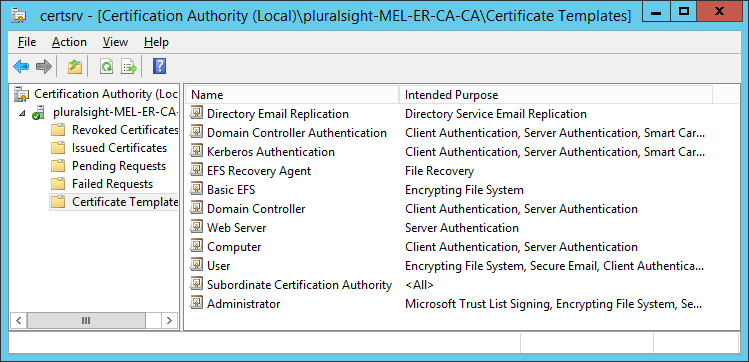 certsrv - [Certification Authority (Local)\pluralsight-MEL-ER-CA-CA\Certificate Templates]
File Action View Help
Certification Authority (Loc
pluralsight-MEL-ER-CA-
Revoked Certificates
Issued Certificates
Pending Requests
Failed Requests
Certificate Template
Name Intended Purpose
Directory Email Replication Directory Service Email Replication
Domain Controller Authentication Client Authentication, Server Authentication, Smart Car...
Kerberos Authentication Client Authentication, Server Authentication, Smart Car...
EFS Recovery Agent File Recovery
Basic EFS Encrypting File System
Domain Controller Client Authentication, Server Authentication
Web Server Server Authentication
Computer Client Authentication, Server Authentication
User Encrypting File System, Secure Email, Client Authentica...
Subordinate Certification Authority <All>
Administrator Microsoft Trust List Signing, Encrypting File System, Se...